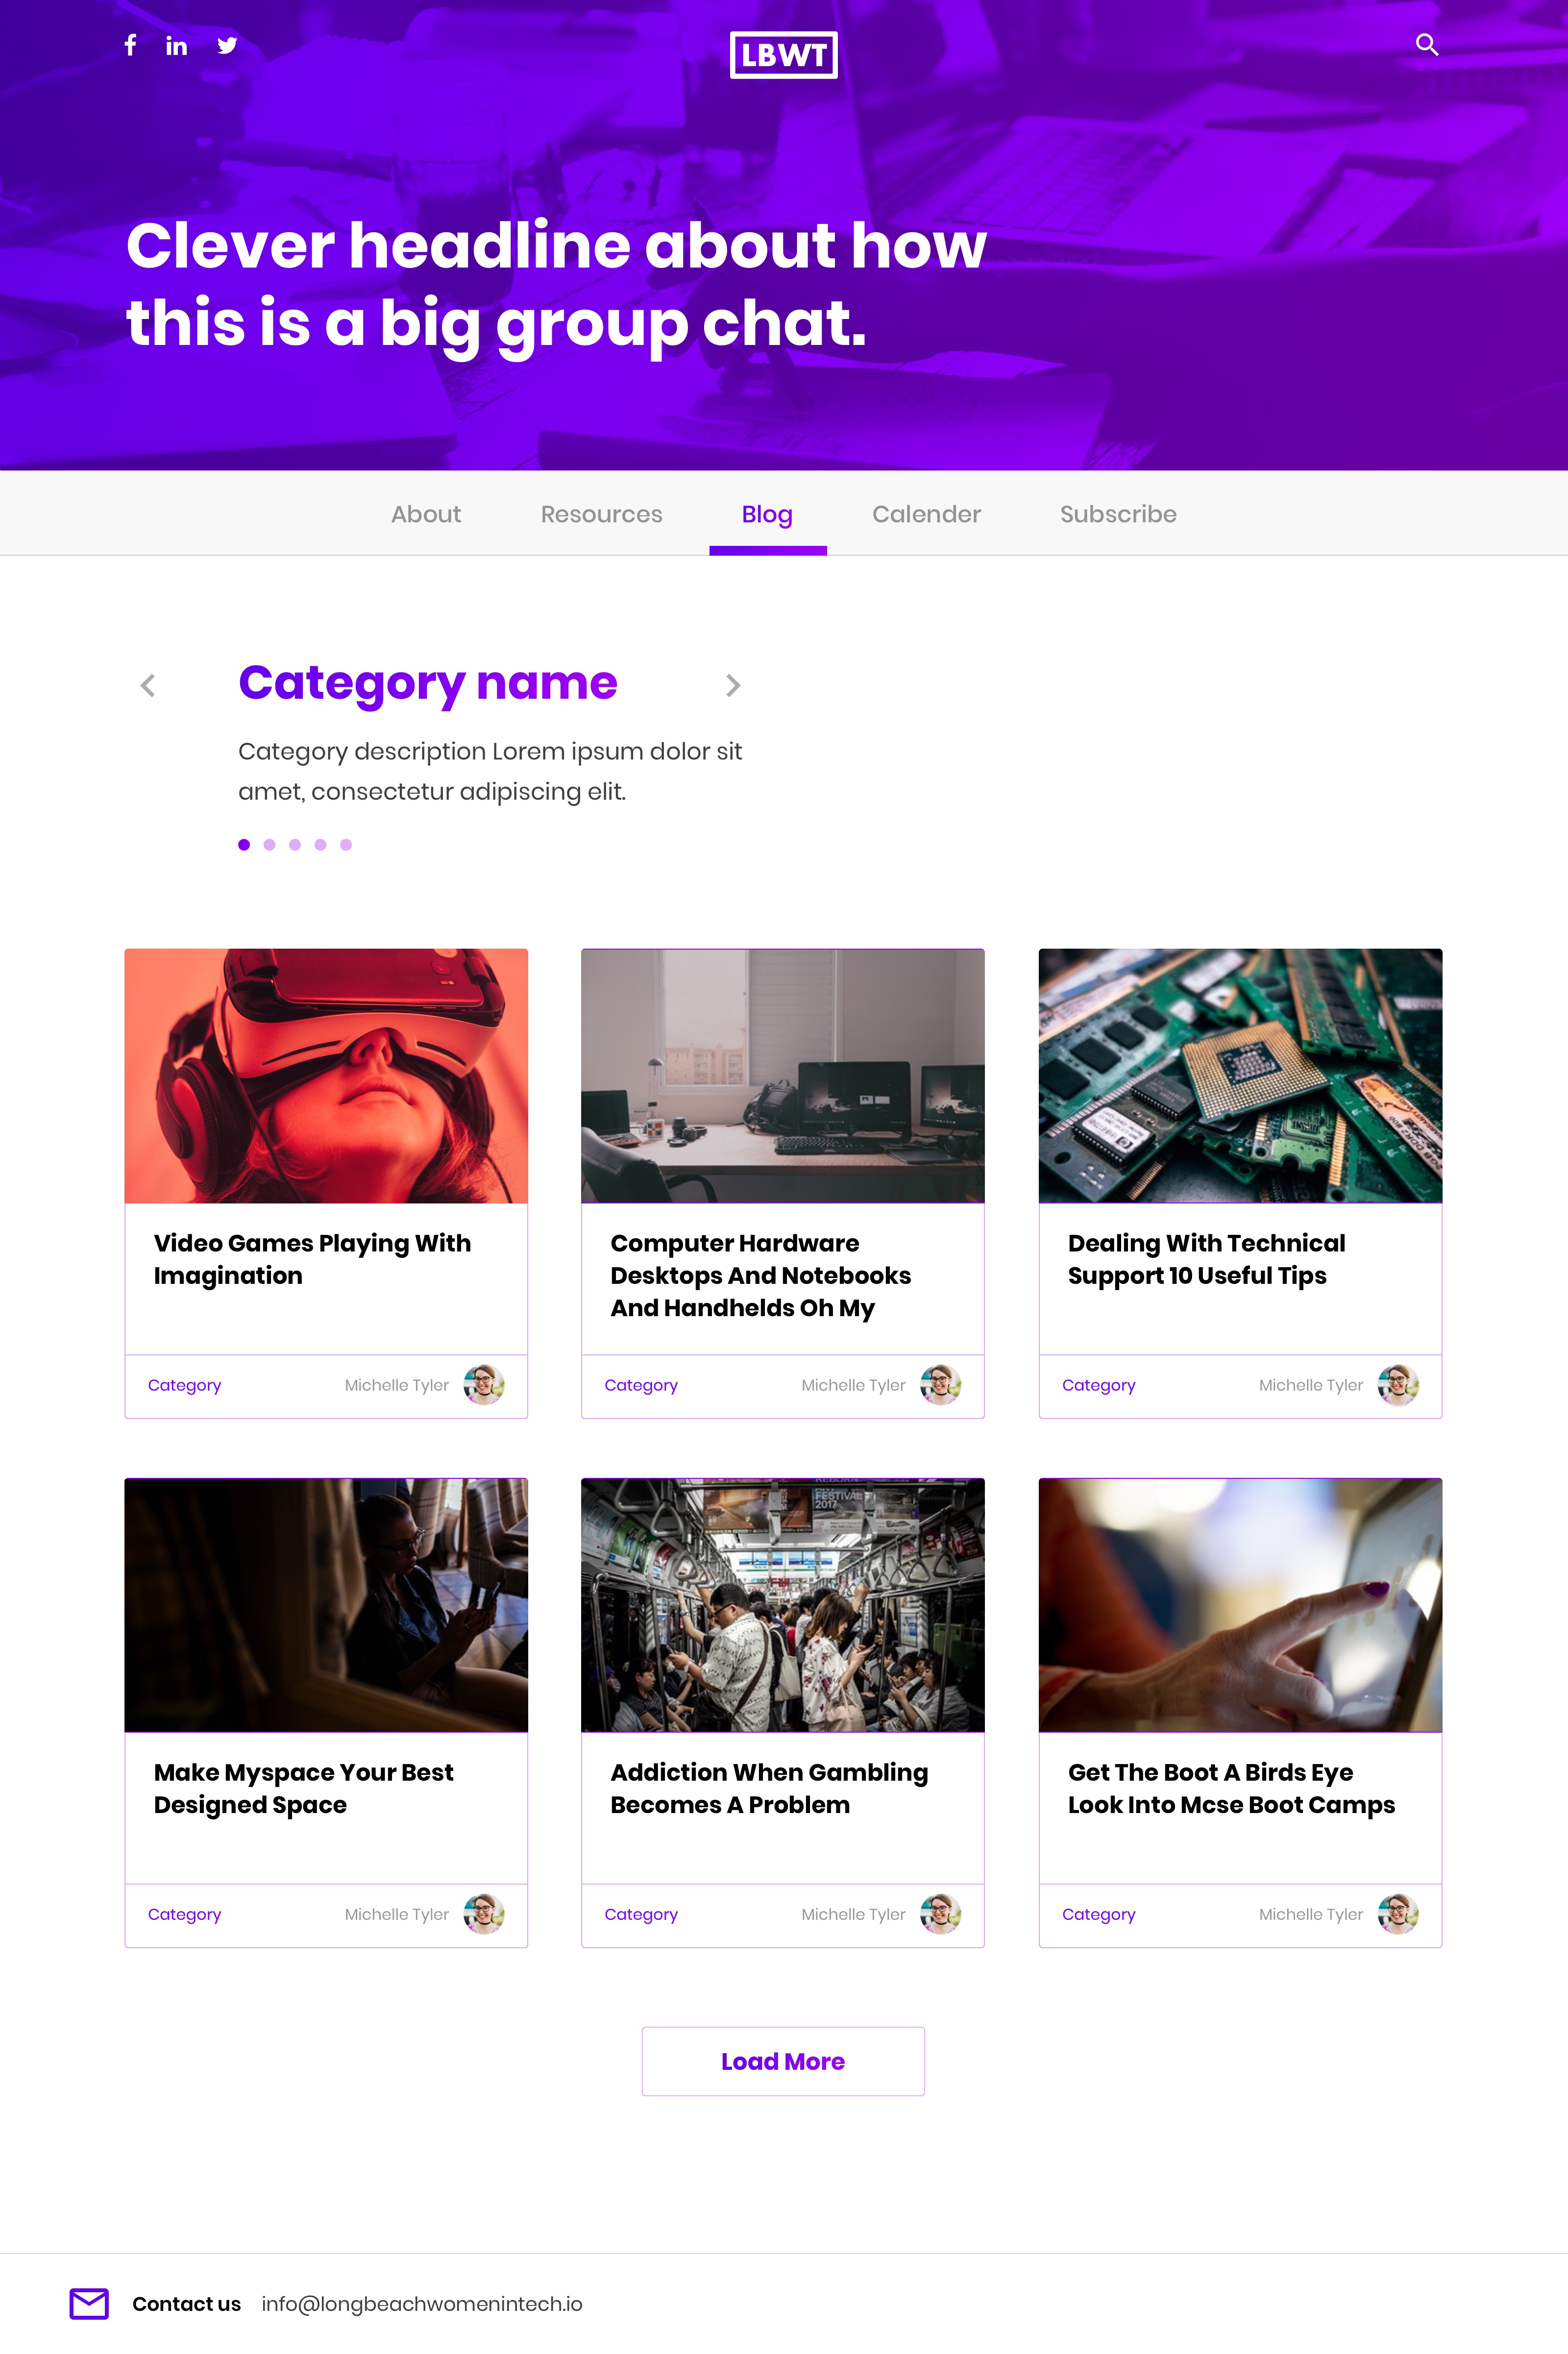 LBWT
Clever headline about how
this is a big group chat.
About Resources Blog Calender Subscribe
Category name
Category description Lorem ipsum dolor sit
amet, consectetur adipiscing elit.
Video Games Playing With
Imagination
Category Michelle Tyler
Computer Hardware
Desktops And Notebooks
And Handhelds Oh My
Category Michelle Tyler
Dealing With Technical
Support 10 Useful Tips
Category Michelle Tyler
FESTIVAL
2017
Make Myspace Your Best
Designed Space
Category Michelle Tyler
Addiction When Gambling
Becomes A Problem
Category Michelle Tyler
Get The Boot A Birds Eye
Look Into Mcse Boot Camps
Category Michelle Tyler
Load More
Contact us info@longbeachwomenintech.io